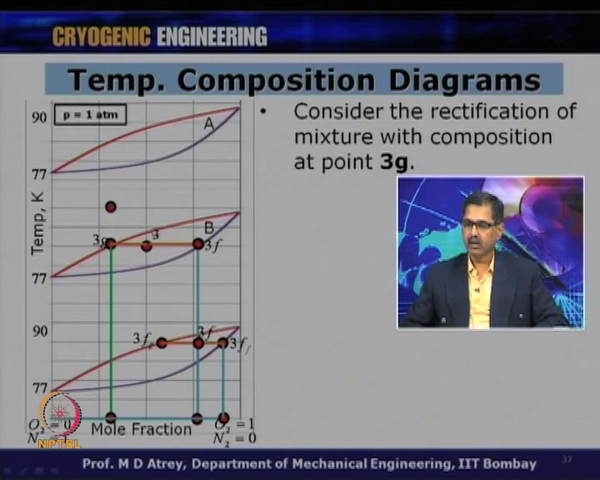 CRYOGENIC ENGINEERING
Temp. Composition Diagrams
p = 1 atm
90
A
77
Temp, K
B
3g
3
3f
77
90
3f
3f_g
3f_f
77
O₂ = 0
O₂ = 1
Mole Fraction
N₂ = 0
NPTEL
• Consider the rectification of
mixture with composition
at point 3g.
Prof. M D Atrey, Department of Mechanical Engineering, IIT Bombay
37